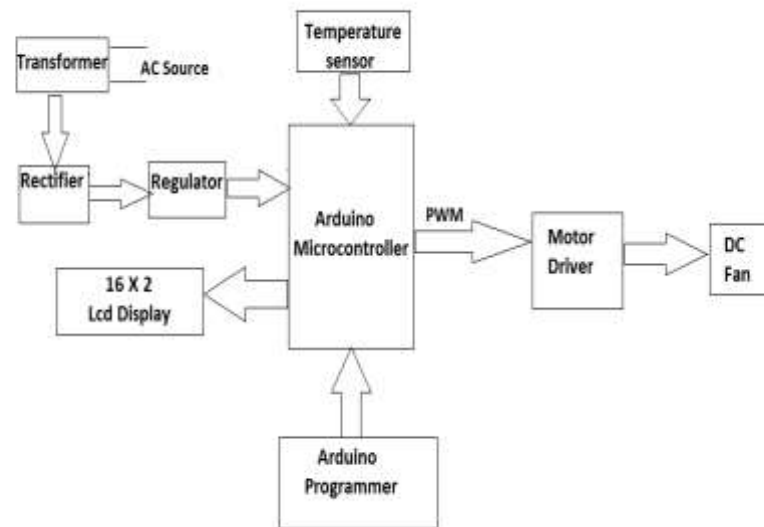 Transformer
AC Source
Temperature
sensor
Rectifier
Regulator
Arduino
Microcontroller
PWM
Motor
Driver
DC
Fan
16 X 2
Lcd Display
Arduino
Programmer